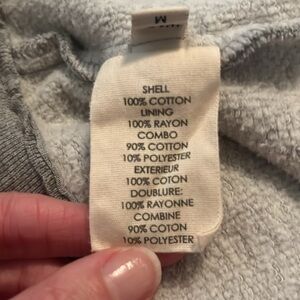 M
SHELL
100% COTTON
LINING
100% RAYON
COMBO
90% COTTON
10% POLYESTER
EXTERIEUR
100% COTON
DOUBLURE:
100% RAYONNE
COMBINE
90% COTON
10% POLYESTER